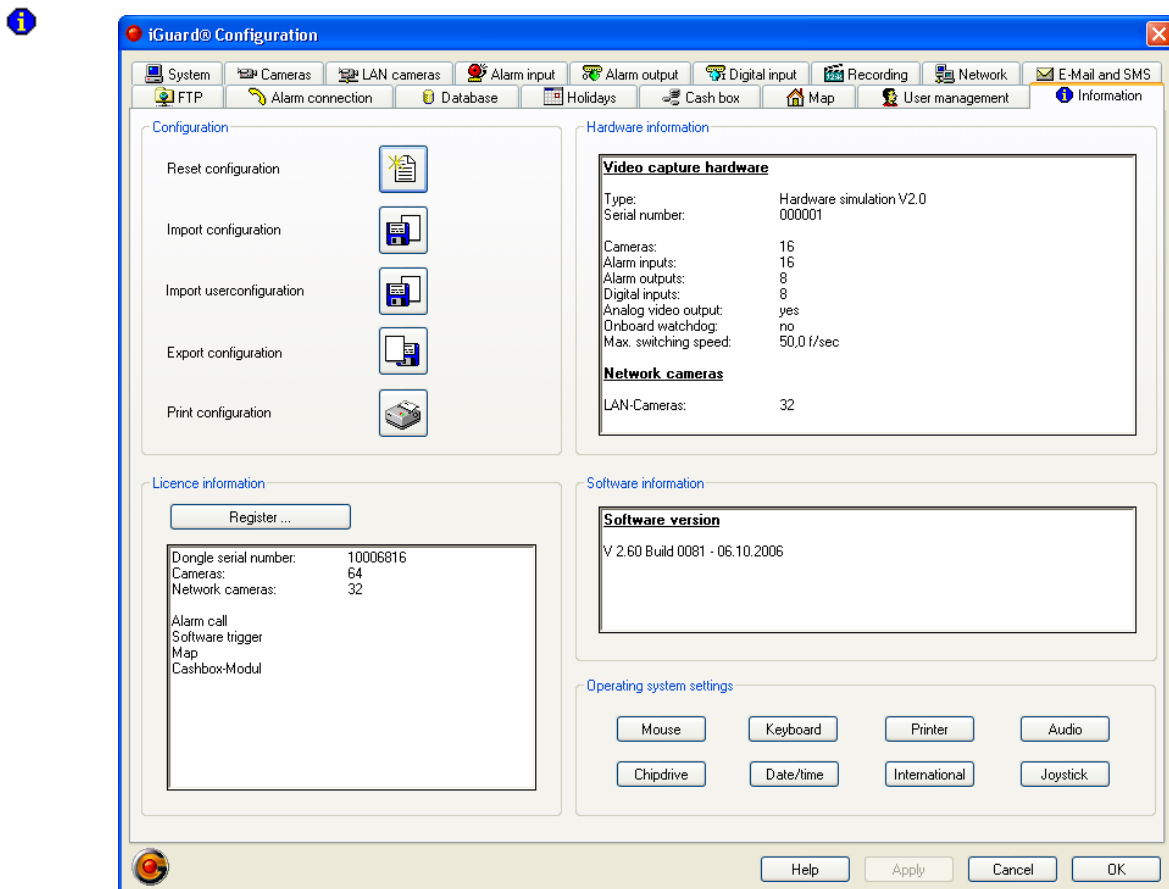 iGuard® Configuration
System Cameras LAN cameras Alarm input Alarm output Digital input Recording Network E-Mail and SMS
FTP Alarm connection Database Holidays Cash box Map User management Information
Configuration
Reset configuration
Import configuration
Import userconfiguration
Export configuration
Print configuration
Hardware information
Video capture hardware
Type: Hardware simulation V2.0
Serial number: 000001
Cameras: 16
Alarm inputs: 16
Alarm outputs: 8
Digital inputs: 8
Analog video output: yes
Onboard watchdog: no
Max. switching speed: 50,0 f/sec
Network cameras
LAN-Cameras: 32
Licence information
Register ...
Dongle serial number: 10006816
Cameras: 64
Network cameras: 32
Alarm call
Software trigger
Map
Cashbox-Modul
Software information
Software version
V 2.60 Build 0081 - 06.10.2006
Operating system settings
Mouse Keyboard Printer Audio
Chipdrive Date/time International Joystick
Help Apply Cancel OK